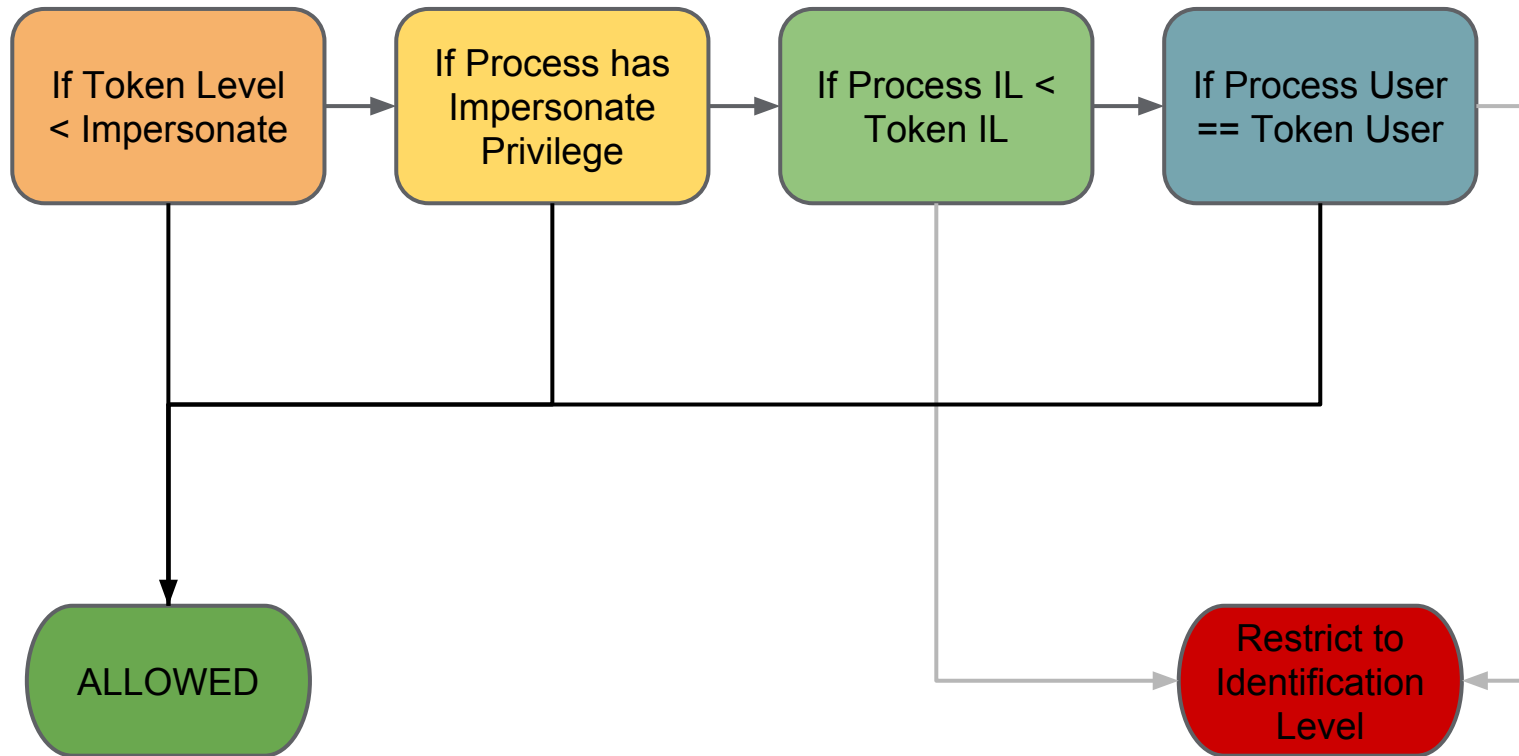 If Token Level
< Impersonate
If Process has
Impersonate
Privilege
If Process IL <
Token IL
If Process User
== Token User
ALLOWED
Restrict to
Identification
Level